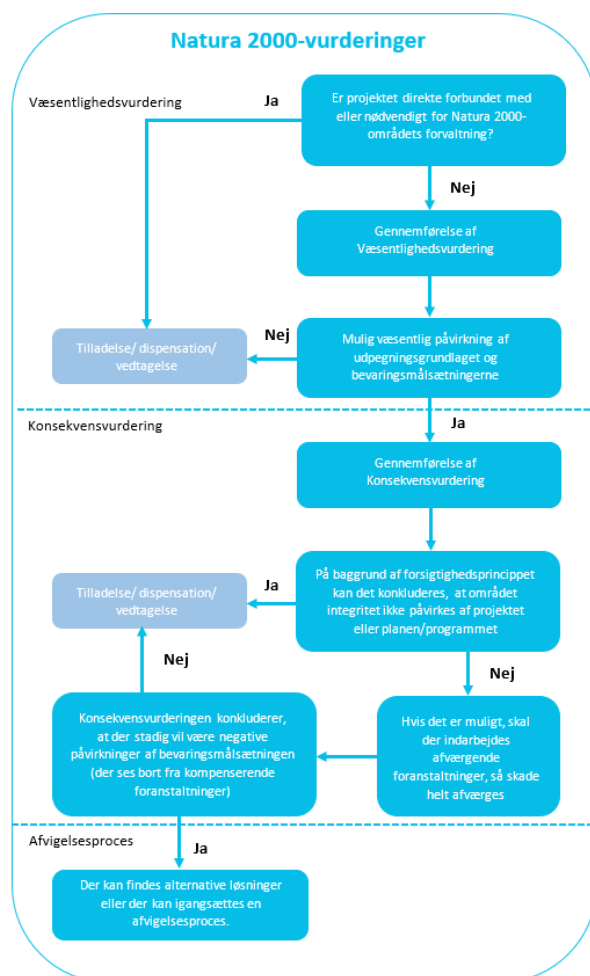 Natura 2000-vurderinger
Væsentlighedsvurdering
Ja
Er projektet direkte forbundet med
eller nødvendigt for Natura 2000-
områdets forvaltning?
Nej
Gennemførelse af
Væsentlighedsvurdering
Tilladelse/ dispensation/
vedtagelse
Nej
Mulig væsentlig påvirkning af
udpegningsgrundlaget og
bevaringsmålsætningerne
Ja
Konsekvensvurdering
Gennemførelse af
Konsekvensvurdering
Tilladelse/ dispensation/
vedtagelse
Ja
På baggrund af forsigtighedsprincippet
kan det konkluderes, at området
integritet ikke påvirkes af projektet
eller planen/programmet
Nej
Nej
Konsekvensvurderingen konkluderer,
at der stadig vil være negative
påvirkninger af bevaringsmålsætningen
(der ses bort fra kompenserende
foranstaltninger)
Hvis det er muligt, skal
der indarbejdes
afværgende
foranstaltninger, så skade
helt afværges
Afvigelsesproces
Ja
Der kan findes alternative løsninger
eller der kan igangsættes en
afvigelsesproces.